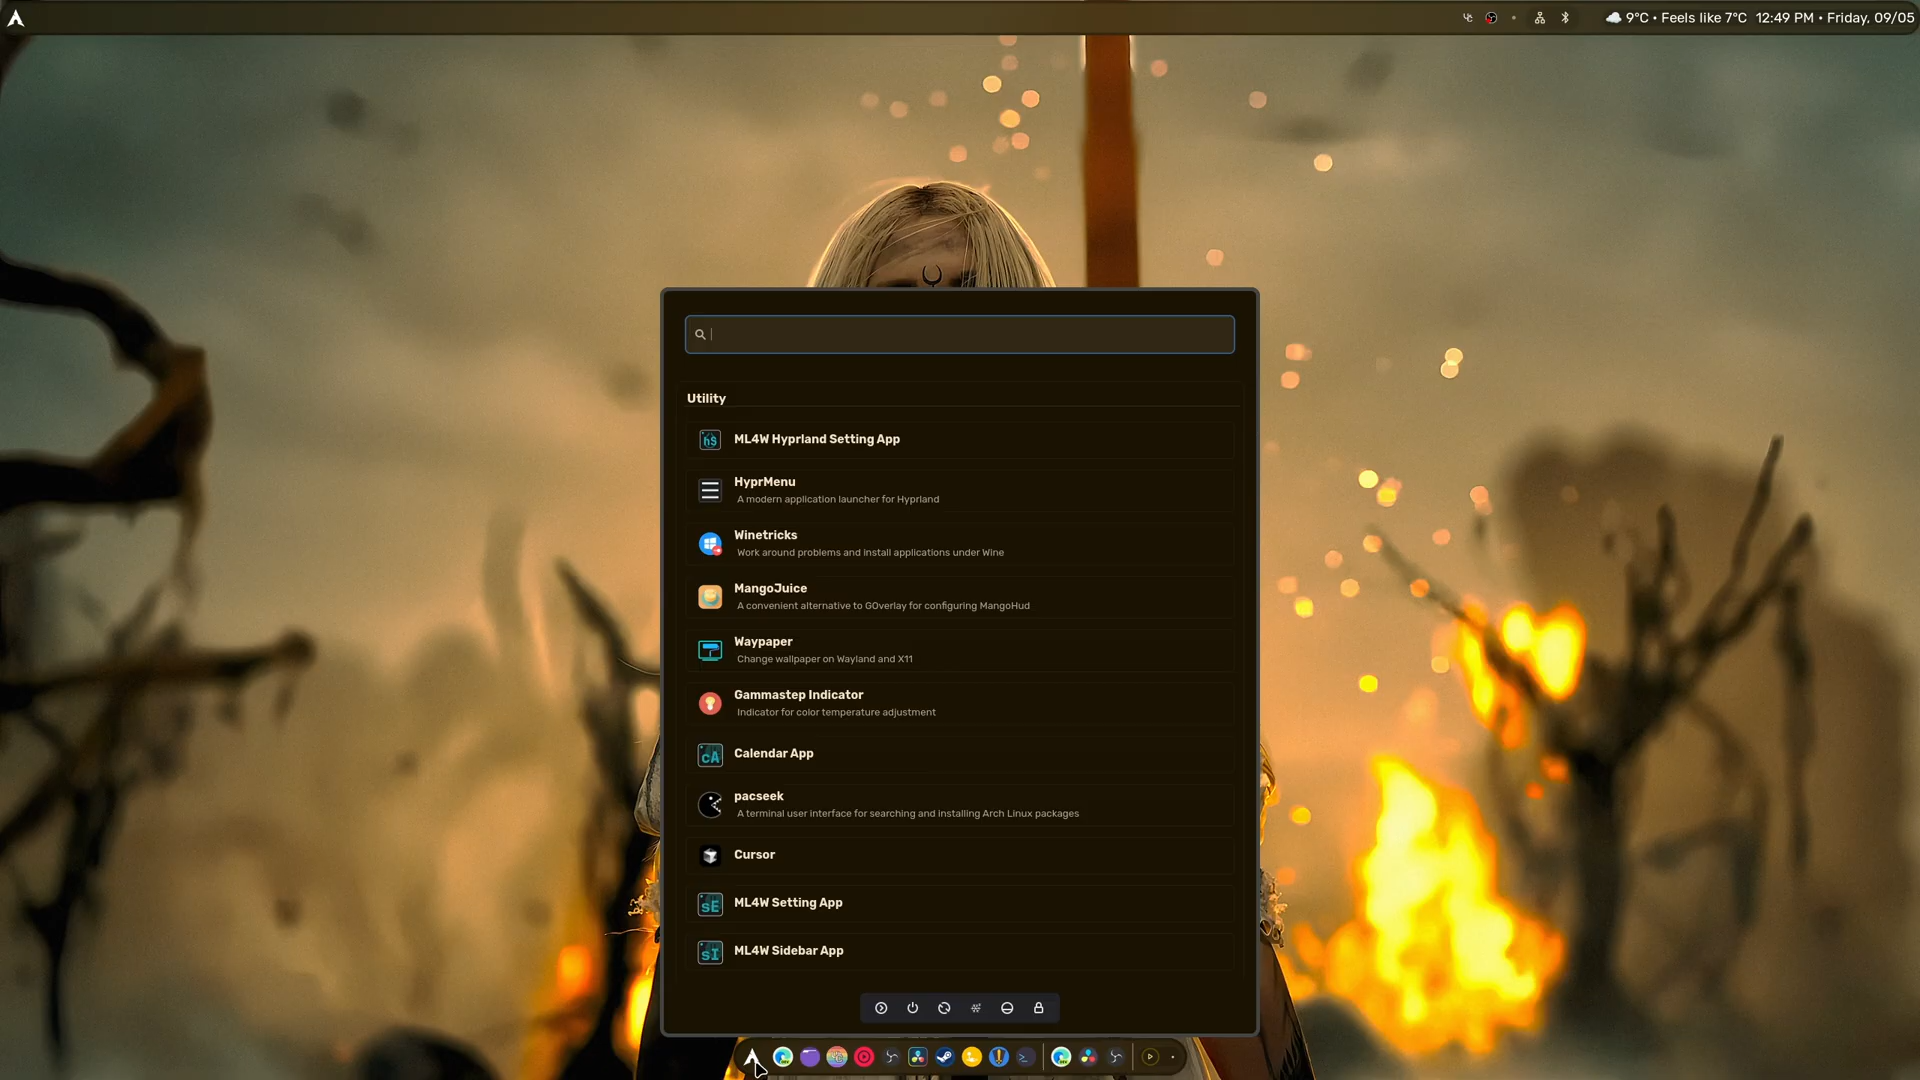 9°C • Feels like 7°C 12:49 PM • Friday, 09/05
Utility
ML4W Hyprland Setting App
HyprMenu
A modern application launcher for Hyprland
Winetricks
Work around problems and install applications under Wine
MangoJuice
A convenient alternative to GOverlay for configuring MangoHud
Waypaper
Change wallpaper on Wayland and X11
Gammastep Indicator
Indicator for color temperature adjustment
Calendar App
pacseek
A terminal user interface for searching and installing Arch Linux packages
Cursor
ML4W Setting App
ML4W Sidebar App